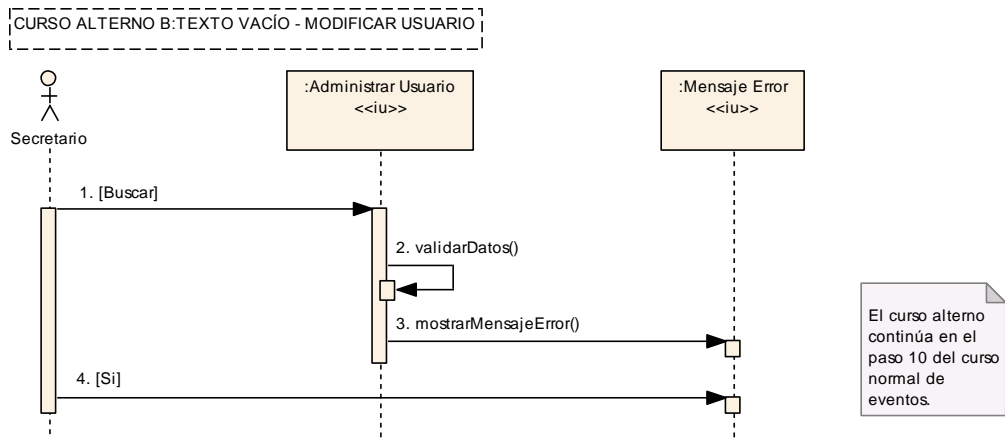 CURSO ALTERNO B:TEXTO VACÍO - MODIFICAR USUARIO
:Administrar Usuario
<<iu>>
:Mensaje Error
<<iu>>
Secretario
1. [Buscar]
2. validarDatos()
3. mostrarMensajeError()
4. [Si]
El curso alterno
continúa en el
paso 10 del curso
normal de
eventos.